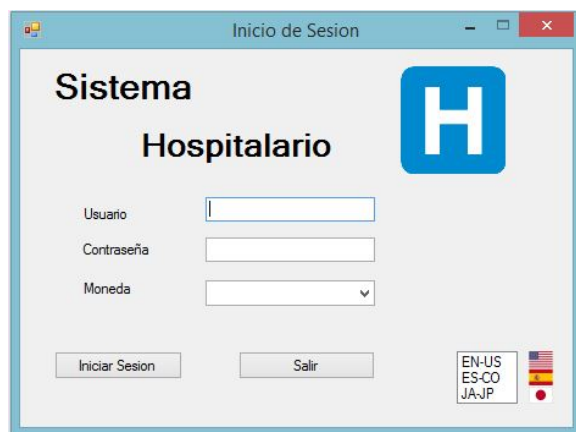 Inicio de Sesion
Sistema
Hospitalario
H
Usuario
Contraseña
Moneda
Iniciar Sesion
Salir
EN-US
ES-CO
JA-JP